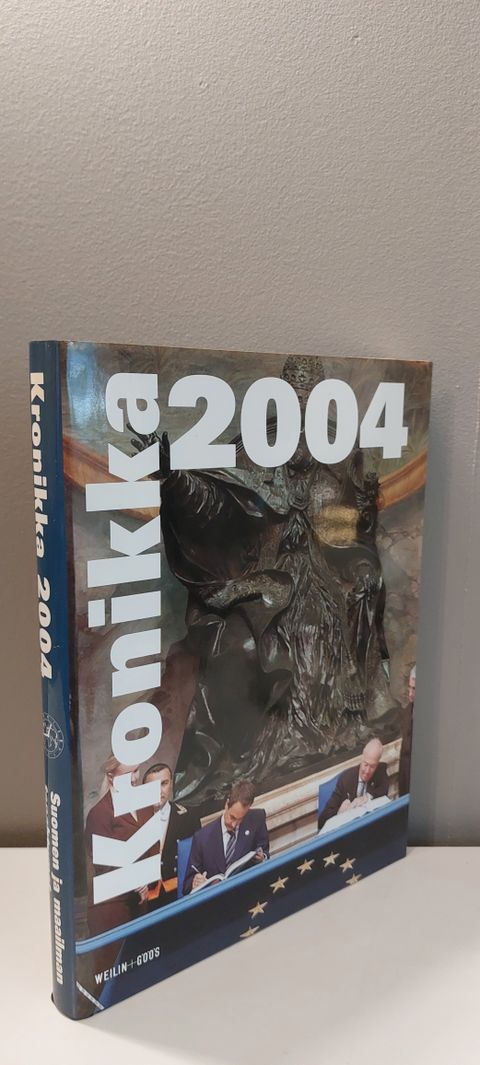 Kronikka
2004
WEILIN+GÖÖS
Kronikka 2004
Suomen ja maailman